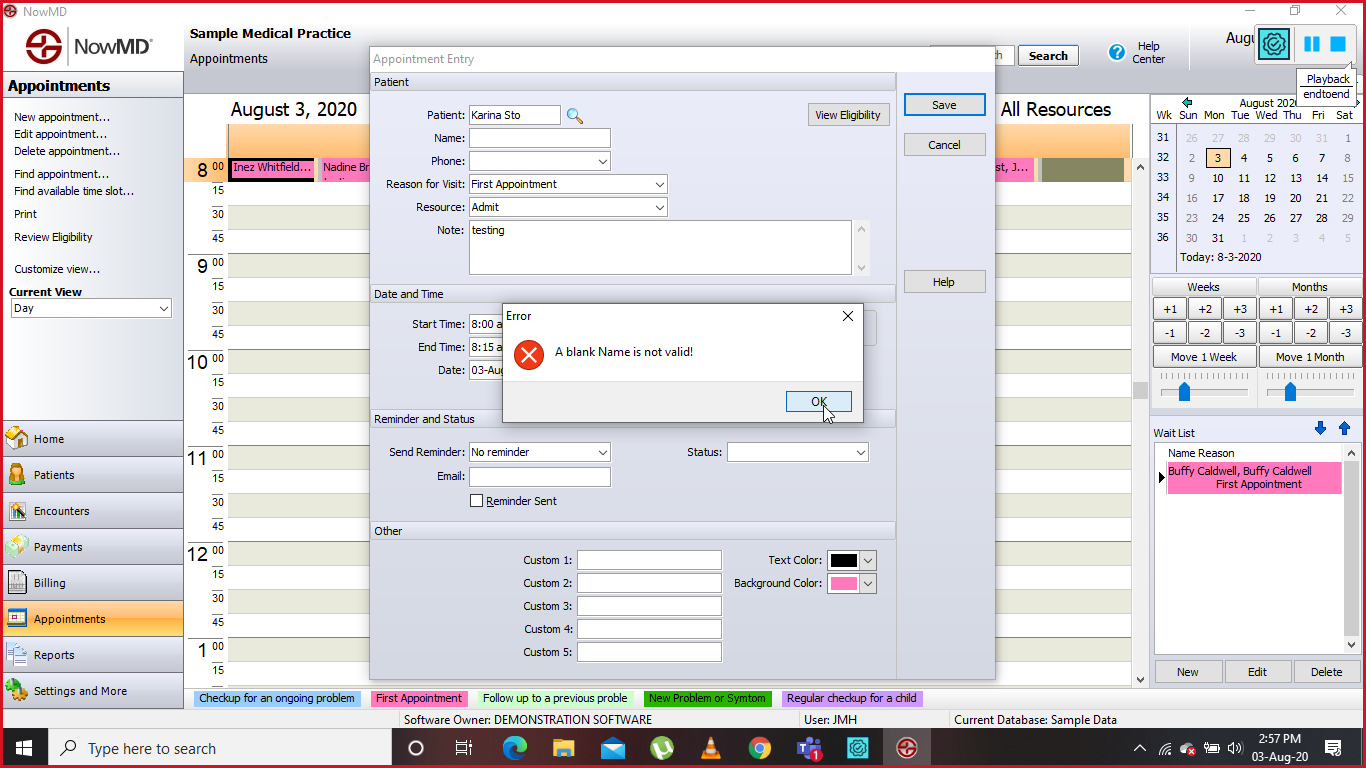 NowMD
NowMD®
Sample Medical Practice
Appointments
Search
Help
Center
Playback
endtoend
Appointments
New appointment...
Edit appointment...
Delete appointment...
Find appointment...
Find available time slot...
Print
Review Eligibility
Customize view...
Current View
Day
Home
Patients
Encounters
Payments
Billing
Appointments
Reports
Settings and More
August 3, 2020
All Resources
8 00
Inez Whitfield...
15
30
45
9 00
15
30
45
10 00
15
30
45
11 00
15
30
45
12 00
15
30
45
1 00
15
Appointment Entry
Patient
Patient: Karina Sto
View Eligibility
Name:
Phone:
Reason for Visit: First Appointment
Resource: Admit
Note: testing
Save
Cancel
Help
Date and Time
Start Time: 8:00 a
End Time: 8:15 a
Date: 03-Aug
Error
A blank Name is not valid!
OK
Reminder and Status
Send Reminder: No reminder
Status:
Email:
Reminder Sent
Other
Custom 1:
Custom 2:
Custom 3:
Custom 4:
Custom 5:
Text Color:
Background Color:
Wk Sun Mon Tue Wed Thu Fri Sat
31 26 27 28 29 30 31 1
32 2 3 4 5 6 7 8
33 9 10 11 12 13 14 15
34 16 17 18 19 20 21 22
35 23 24 25 26 27 28 29
36 30 31 1 2 3 4 5
Today: 8-3-2020
Weeks Months
+1 +2 +3 +1 +2 +3
-1 -2 -3 -1 -2 -3
Move 1 Week Move 1 Month
Wait List
Name Reason
Buffy Caldwell, Buffy Caldwell
First Appointment
New Edit Delete
Checkup for an ongoing problem First Appointment Follow up to a previous proble New Problem or Symtom Regular checkup for a child
Software Owner: DEMONSTRATION SOFTWARE User: JMH Current Database: Sample Data
Type here to search
1
2:57 PM
03-Aug-20